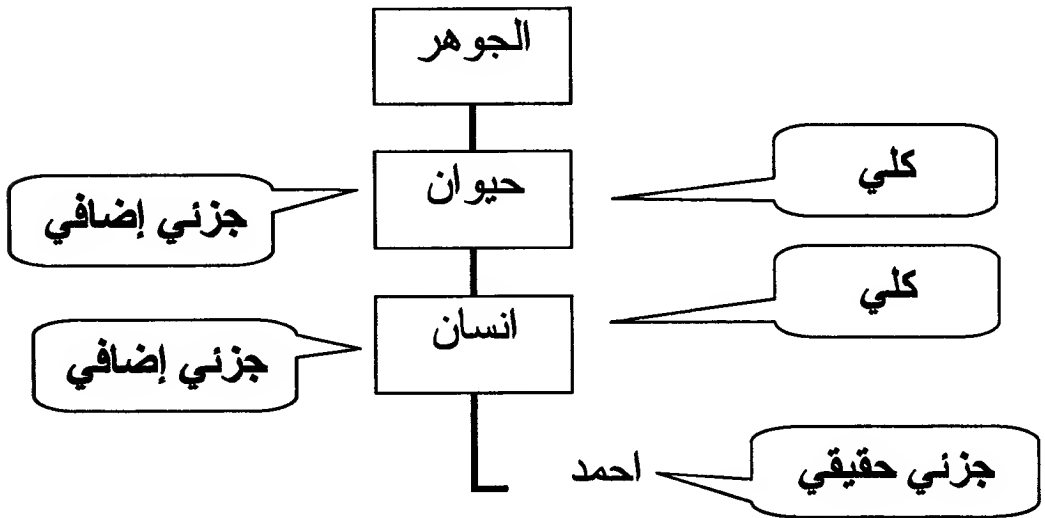 الجوهر
كلي
حيوان
جزئي إضافي
كلي
انسان
جزئي إضافي
جزئي حقيقي
احمد